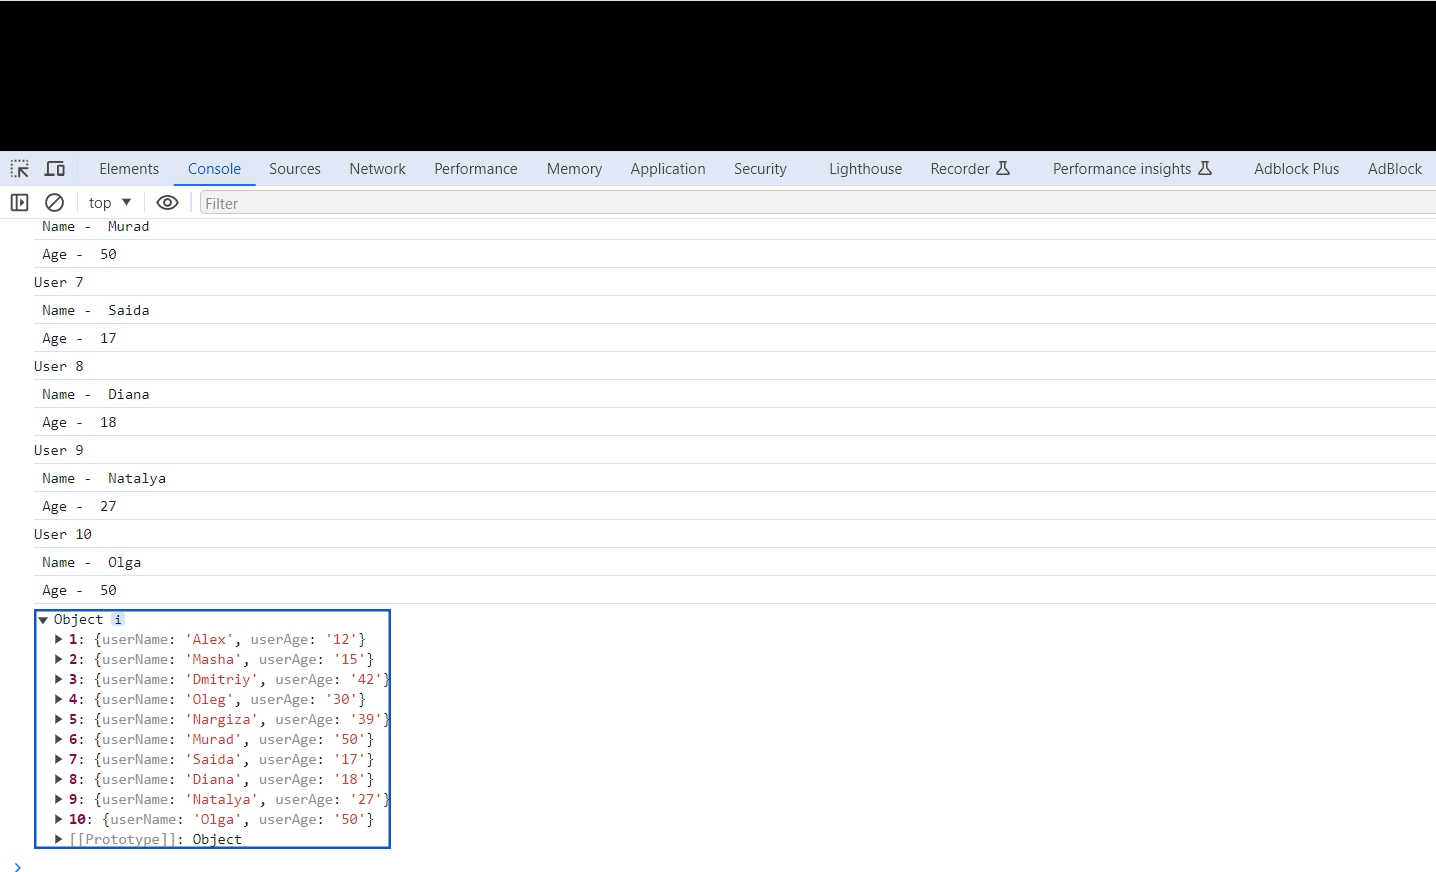 Elements Console Sources Network Performance Memory Application Security Lighthouse Recorder Performance insights Adblock Plus AdBlock
top Filter
Name - Murad
Age - 50
User 7
Name - Saida
Age - 17
User 8
Name - Diana
Age - 18
User 9
Name - Natalya
Age - 27
User 10
Name - Olga
Age - 50
Object i
1: {userName: 'Alex', userAge: '12'}
2: {userName: 'Masha', userAge: '15'}
3: {userName: 'Dmitriy', userAge: '42'}
4: {userName: 'Oleg', userAge: '30'}
5: {userName: 'Nargiza', userAge: '39'}
6: {userName: 'Murad', userAge: '50'}
7: {userName: 'Saida', userAge: '17'}
8: {userName: 'Diana', userAge: '18'}
9: {userName: 'Natalya', userAge: '27'}
10: {userName: 'Olga', userAge: '50'}
[[Prototype]]: Object